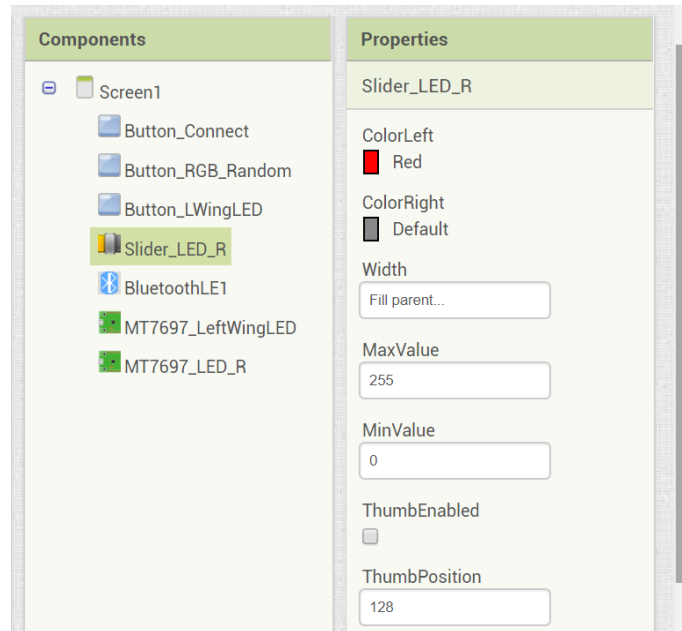 Components
Screen1
Button_Connect
Button_RGB_Random
Button_LWingLED
Slider_LED_R
BluetoothLE1
MT7697_LeftWingLED
MT7697_LED_R
Properties
Slider_LED_R
ColorLeft
Red
ColorRight
Default
Width
Fill parent...
MaxValue
255
MinValue
0
ThumbEnabled
ThumbPosition
128